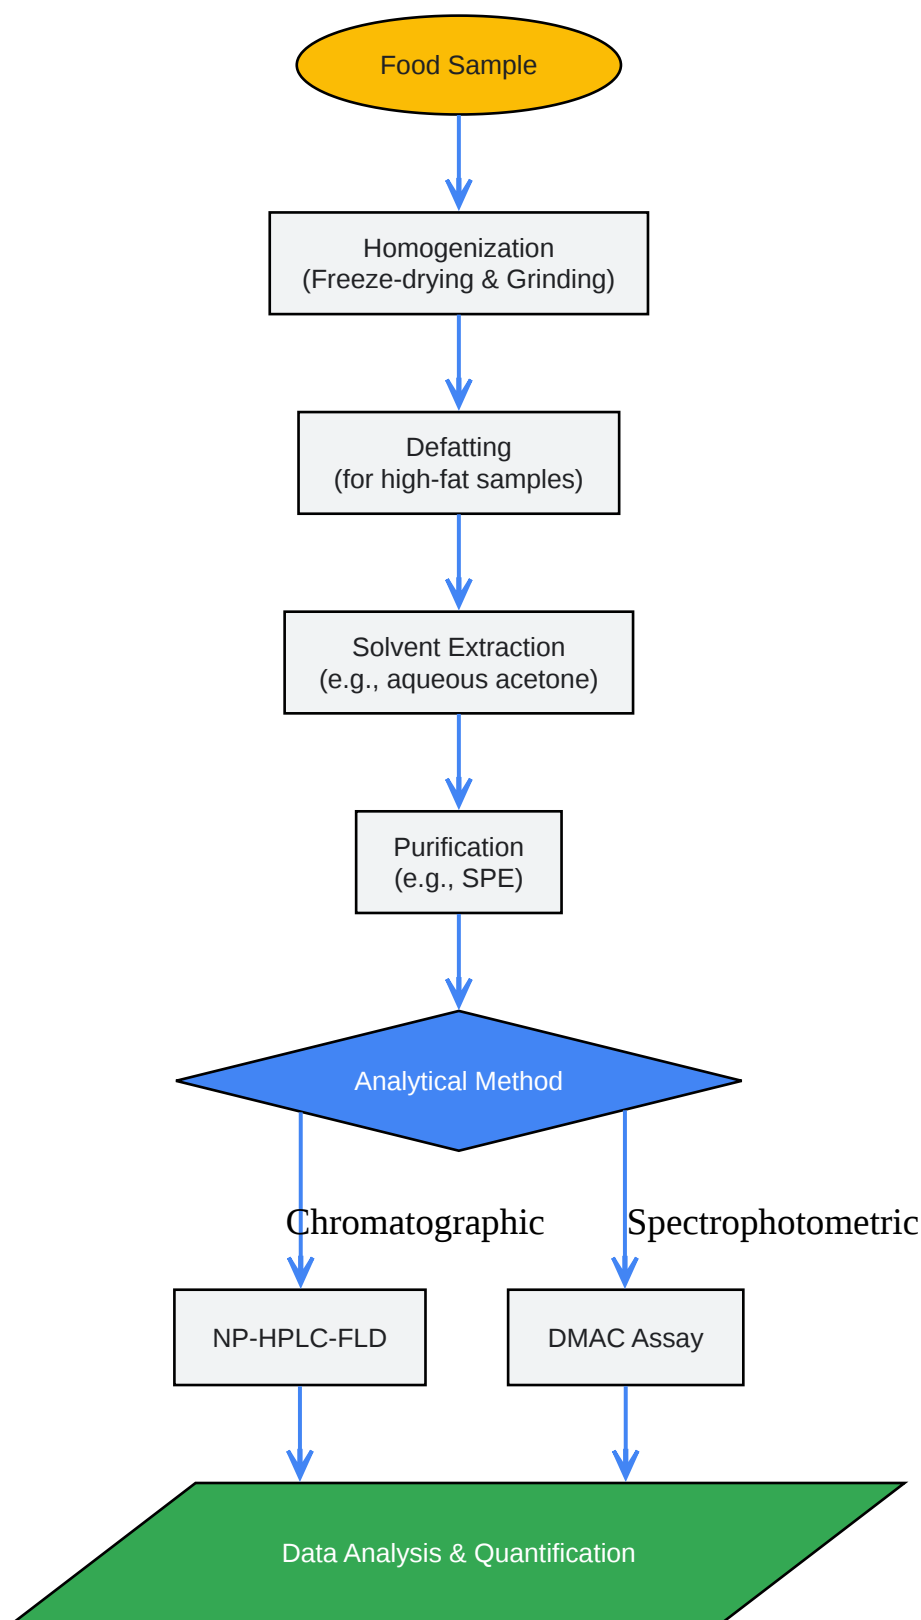 Food Sample
Homogenization
(Freeze-drying & Grinding)
Defatting
(for high-fat samples)
Solvent Extraction
(e.g., aqueous acetone)
Purification
(e.g., SPE)
Analytical Method
Chromatographic
Spectrophotometric
NP-HPLC-FLD
DMAC Assay
Data Analysis & Quantification